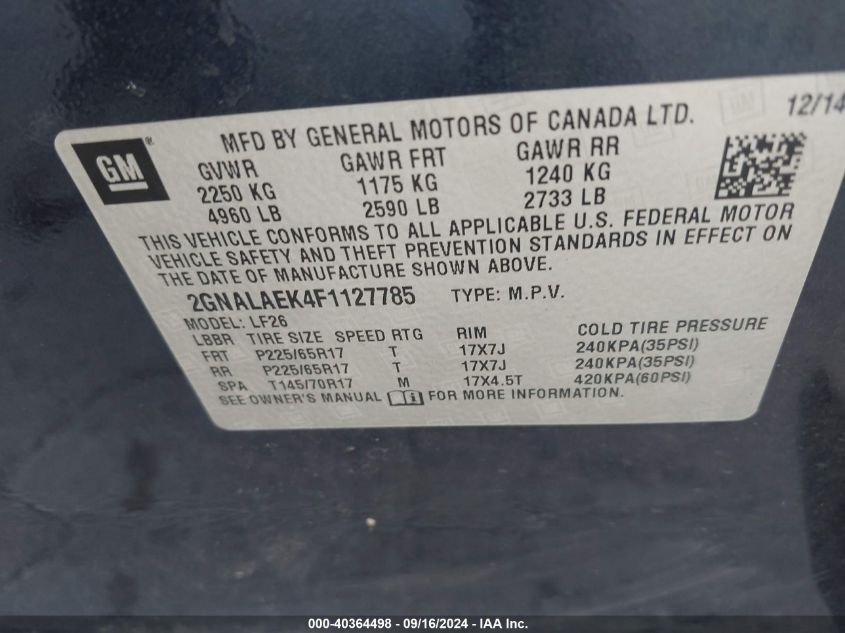 12/14
GM
MFD BY GENERAL MOTORS OF CANADA LTD.
GVWR GAWR FRT GAWR RR
2250 KG 1175 KG 1240 KG
4960 LB 2590 LB 2733 LB
THIS VEHICLE CONFORMS TO ALL APPLICABLE U.S. FEDERAL MOTOR
VEHICLE SAFETY AND THEFT PREVENTION STANDARDS IN EFFECT ON
THE DATE OF MANUFACTURE SHOWN ABOVE.
2GNALAEK4F1127785 TYPE: M.P.V.
MODEL: LF26
LBBR TIRE SIZE SPEED RTG RIM COLD TIRE PRESSURE
FRT P225/65R17 T 17X7J 240KPA(35PSI)
RR P225/65R17 T 17X7J 240KPA(35PSI)
SPA T145/70R17 M 17X4.5T 420KPA(60PSI)
SEE OWNER'S MANUAL FOR MORE INFORMATION.
000-40364498 - 09/16/2024 - IAA Inc.